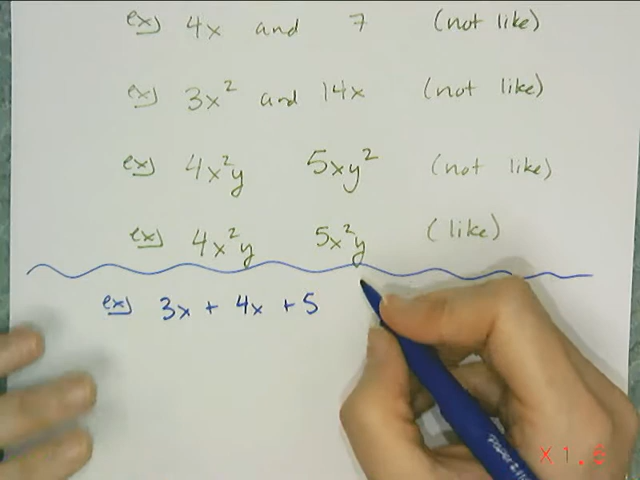 ex) 4x and 7 (not like)
ex) 3x² and 14x (not like)
ex) 4x²y 5xy² (not like)
ex) 4x²y 5x²y (like)
ex) 3x + 4x + 5
X1.6